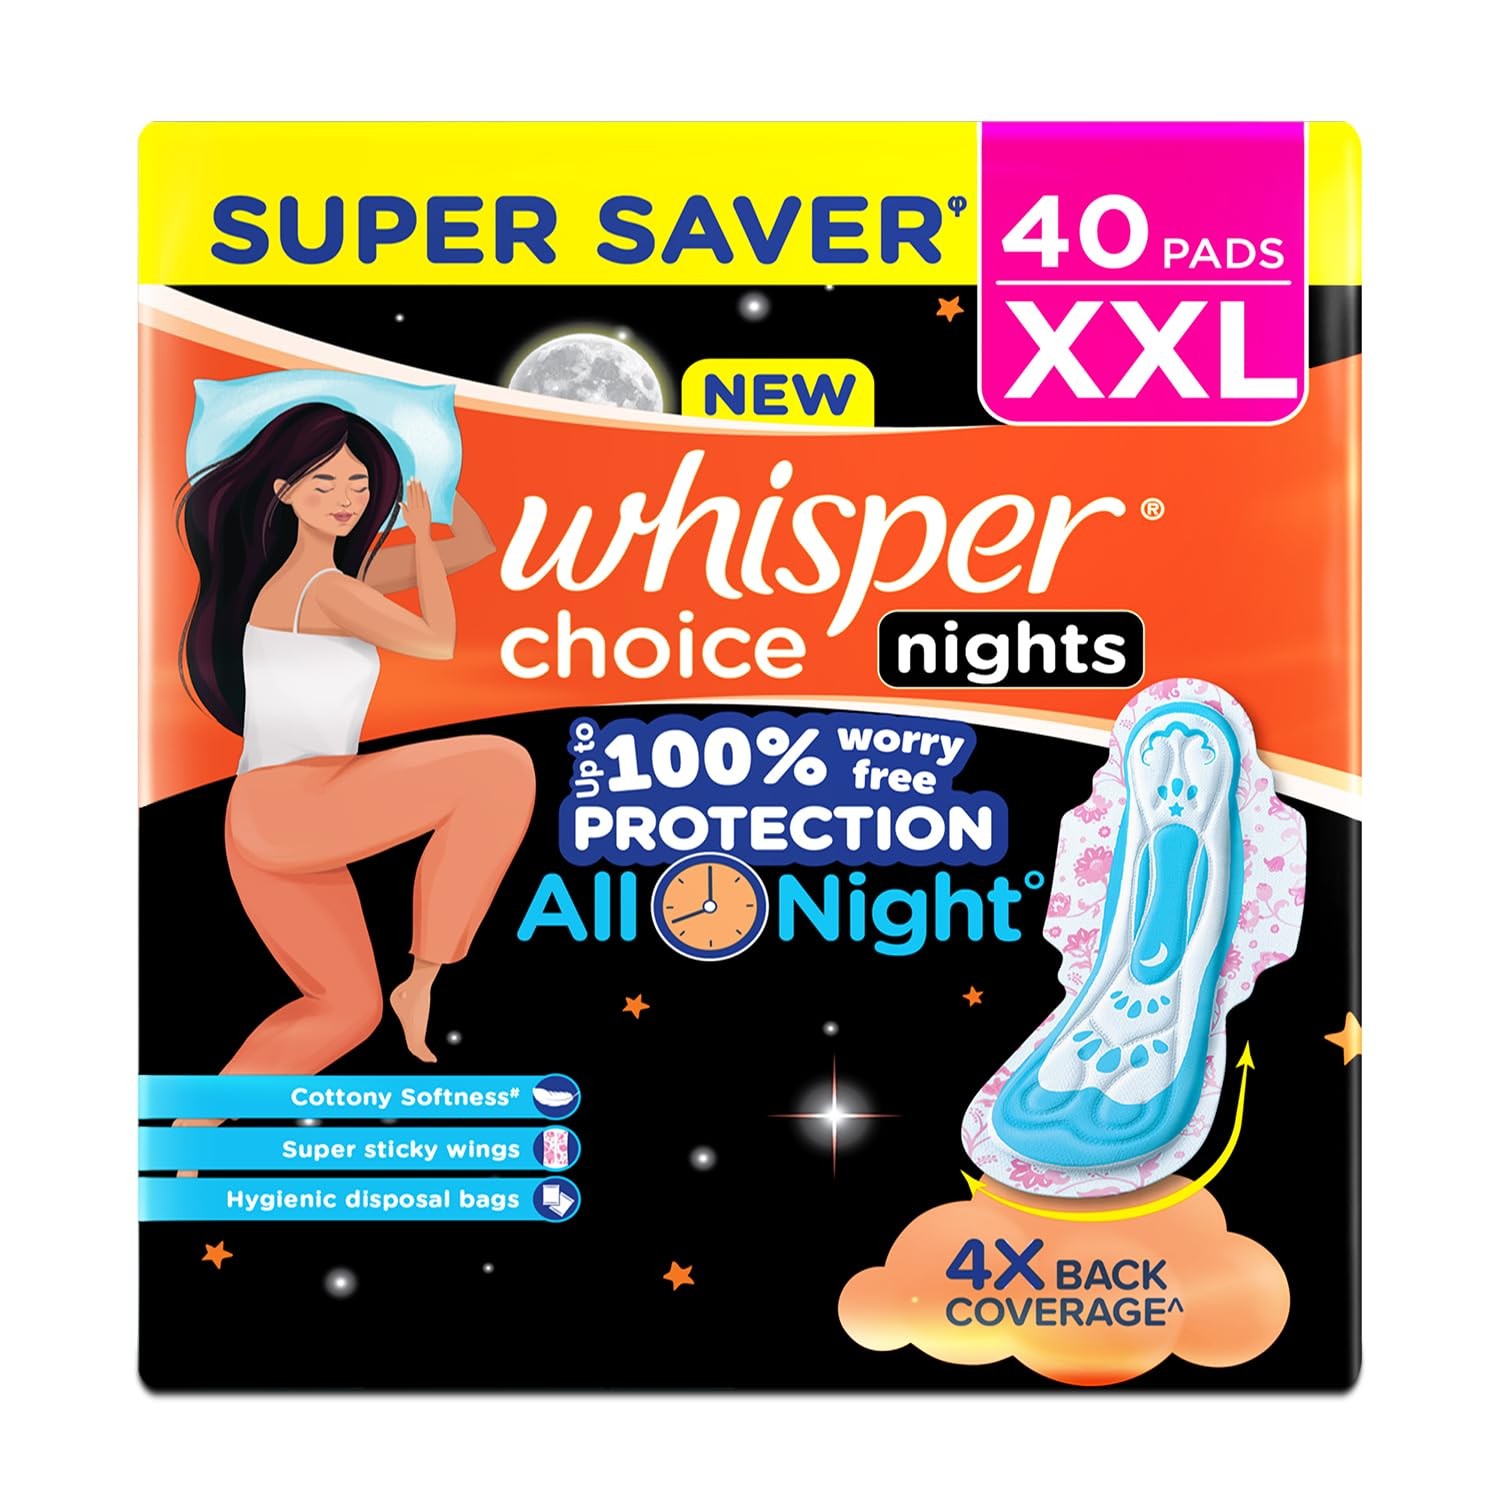 SUPER SAVERᵠ
40 PADS
XXL
NEW
whisper®
choice nights
Up to 100% worry free
PROTECTION
All Night°
Cottony Softness#
Super sticky wings
Hygienic disposal bags
4X BACK
COVERAGE^